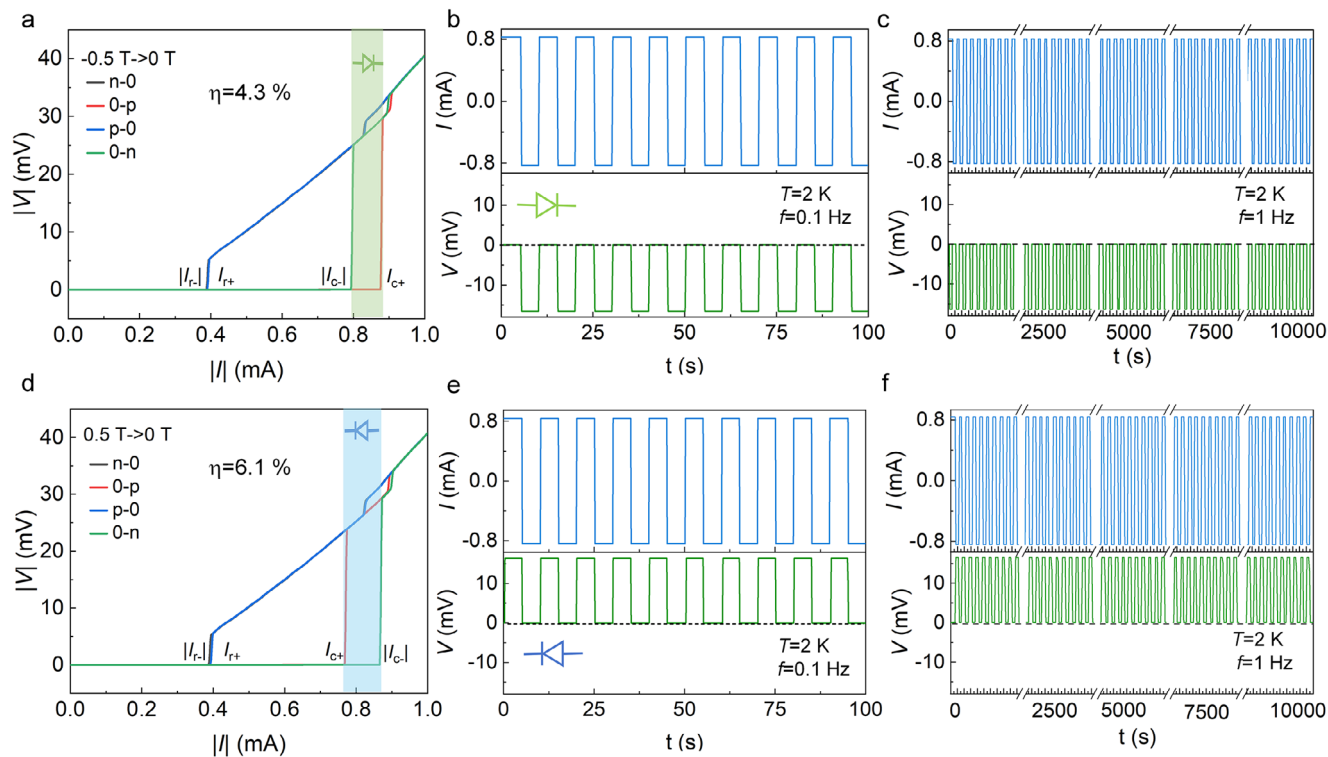 a
-0.5 T->0 T
n-0
0-p
p-0
0-n
η=4.3 %
|V| (mV)
40
30
20
10
0
|Ir-|
Ir+
|Ic-|
Ic+
0.0
0.2
0.4
0.6
0.8
1.0
|I| (mA)
b
I (mA)
0.8
0.0
-0.8
V (mV)
10
0
-10
T=2 K
f=0.1 Hz
0
25
50
75
100
t (s)
c
I (mA)
0.8
0.0
-0.8
V (mV)
10
0
-10
T=2 K
f=1 Hz
0
2500
5000
7500
10000
t (s)
d
0.5 T->0 T
n-0
0-p
p-0
0-n
η=6.1 %
|V| (mV)
40
30
20
10
0
|Ir-|
Ir+
Ic+
|Ic-|
0.0
0.2
0.4
0.6
0.8
1.0
|I| (mA)
e
I (mA)
0.8
0.0
-0.8
V (mV)
10
0
-10
T=2 K
f=0.1 Hz
0
25
50
75
100
t (s)
f
I (mA)
0.8
0.0
-0.8
V (mV)
10
0
-10
T=2 K
f=1 Hz
0
2500
5000
7500
10000
t (s)